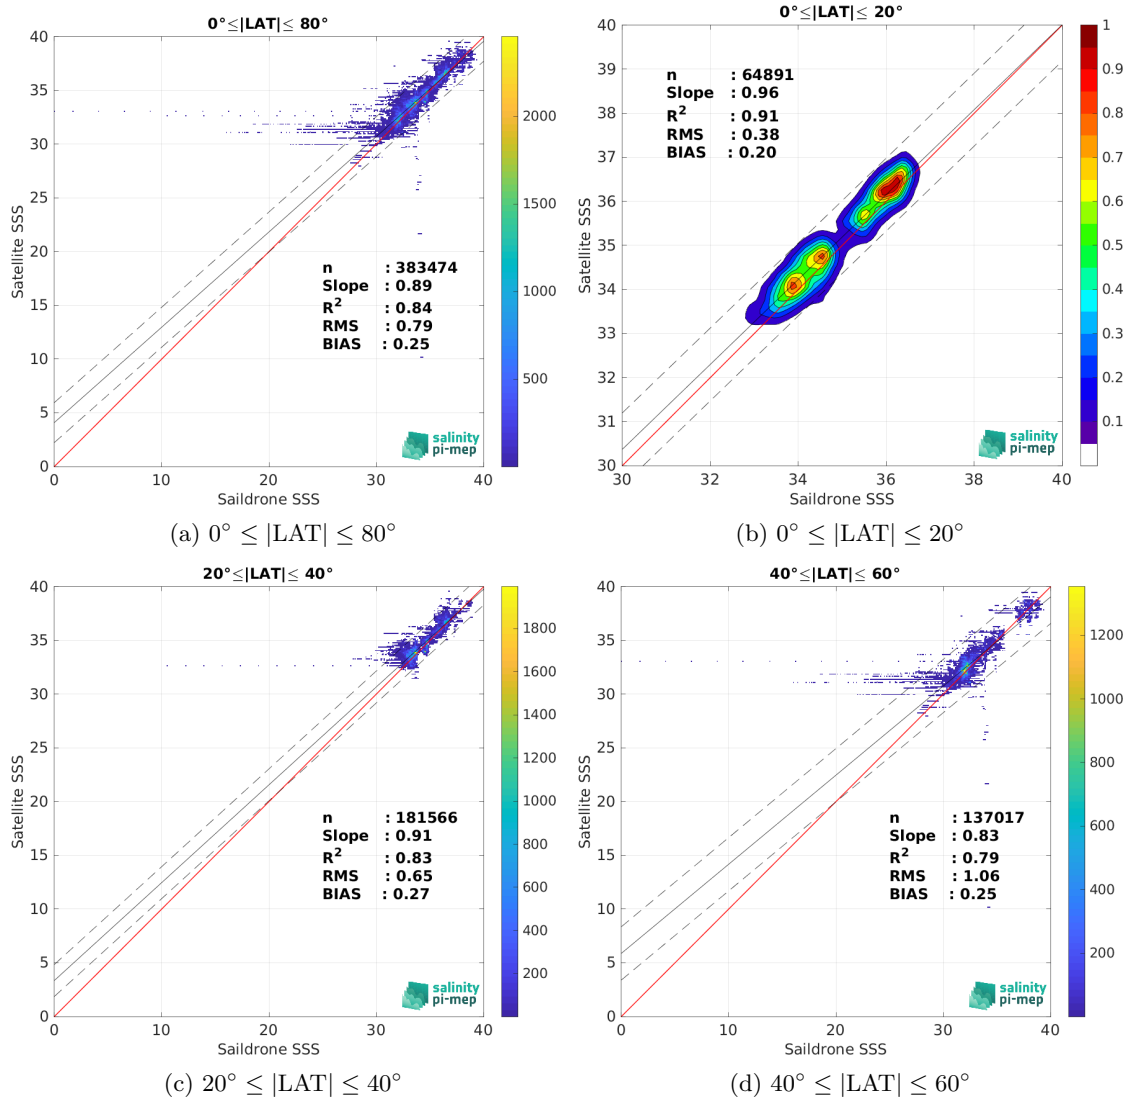 0°≤|LAT|≤ 80°
Satellite SSS
40
35
30
25
20
15
10
5
0
0
10
20
30
40
Saildrone SSS
n : 383474
Slope : 0.89
R² : 0.84
RMS : 0.79
BIAS : 0.25
salinity
pi-mep
2000
1500
1000
500
(a) 0° ≤ |LAT| ≤ 80°
0°≤|LAT|≤ 20°
Satellite SSS
40
39
38
37
36
35
34
33
32
31
30
30
32
34
36
38
40
Saildrone SSS
n : 64891
Slope : 0.96
R² : 0.91
RMS : 0.38
BIAS : 0.20
salinity
pi-mep
1
0.9
0.8
0.7
0.6
0.5
0.4
0.3
0.2
0.1
(b) 0° ≤ |LAT| ≤ 20°
20°≤|LAT|≤ 40°
Satellite SSS
40
35
30
25
20
15
10
5
0
0
10
20
30
40
Saildrone SSS
n : 181566
Slope : 0.91
R² : 0.83
RMS : 0.65
BIAS : 0.27
salinity
pi-mep
1800
1600
1400
1200
1000
800
600
400
200
(c) 20° ≤ |LAT| ≤ 40°
40°≤|LAT|≤ 60°
Satellite SSS
40
35
30
25
20
15
10
5
0
0
10
20
30
40
Saildrone SSS
n : 137017
Slope : 0.83
R² : 0.79
RMS : 1.06
BIAS : 0.25
salinity
pi-mep
1200
1000
800
600
400
200
(d) 40° ≤ |LAT| ≤ 60°